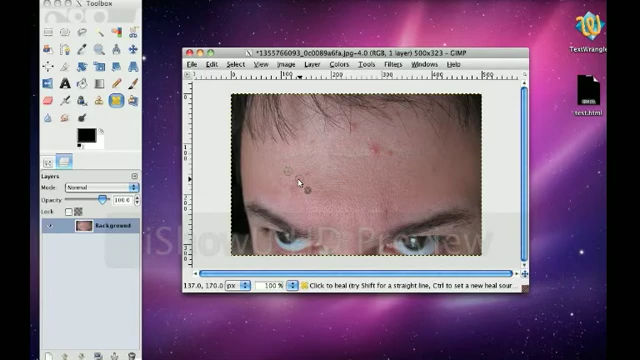 Toolbox
*1355766093_0c0089a6fa.jpg-4.0 (RGB, 1 layer) 500x323 – GIMP
File Edit Select View Image Layer Colors Tools Filters Windows Help
TextWrangler
test.html
Layers
Mode: Normal
Opacity: 100.0
Lock:
Background
iShowU HD Preview
137.0, 170.0 px 100 % Click to heal (try Shift for a straight line, Ctrl to set a new heal sour...